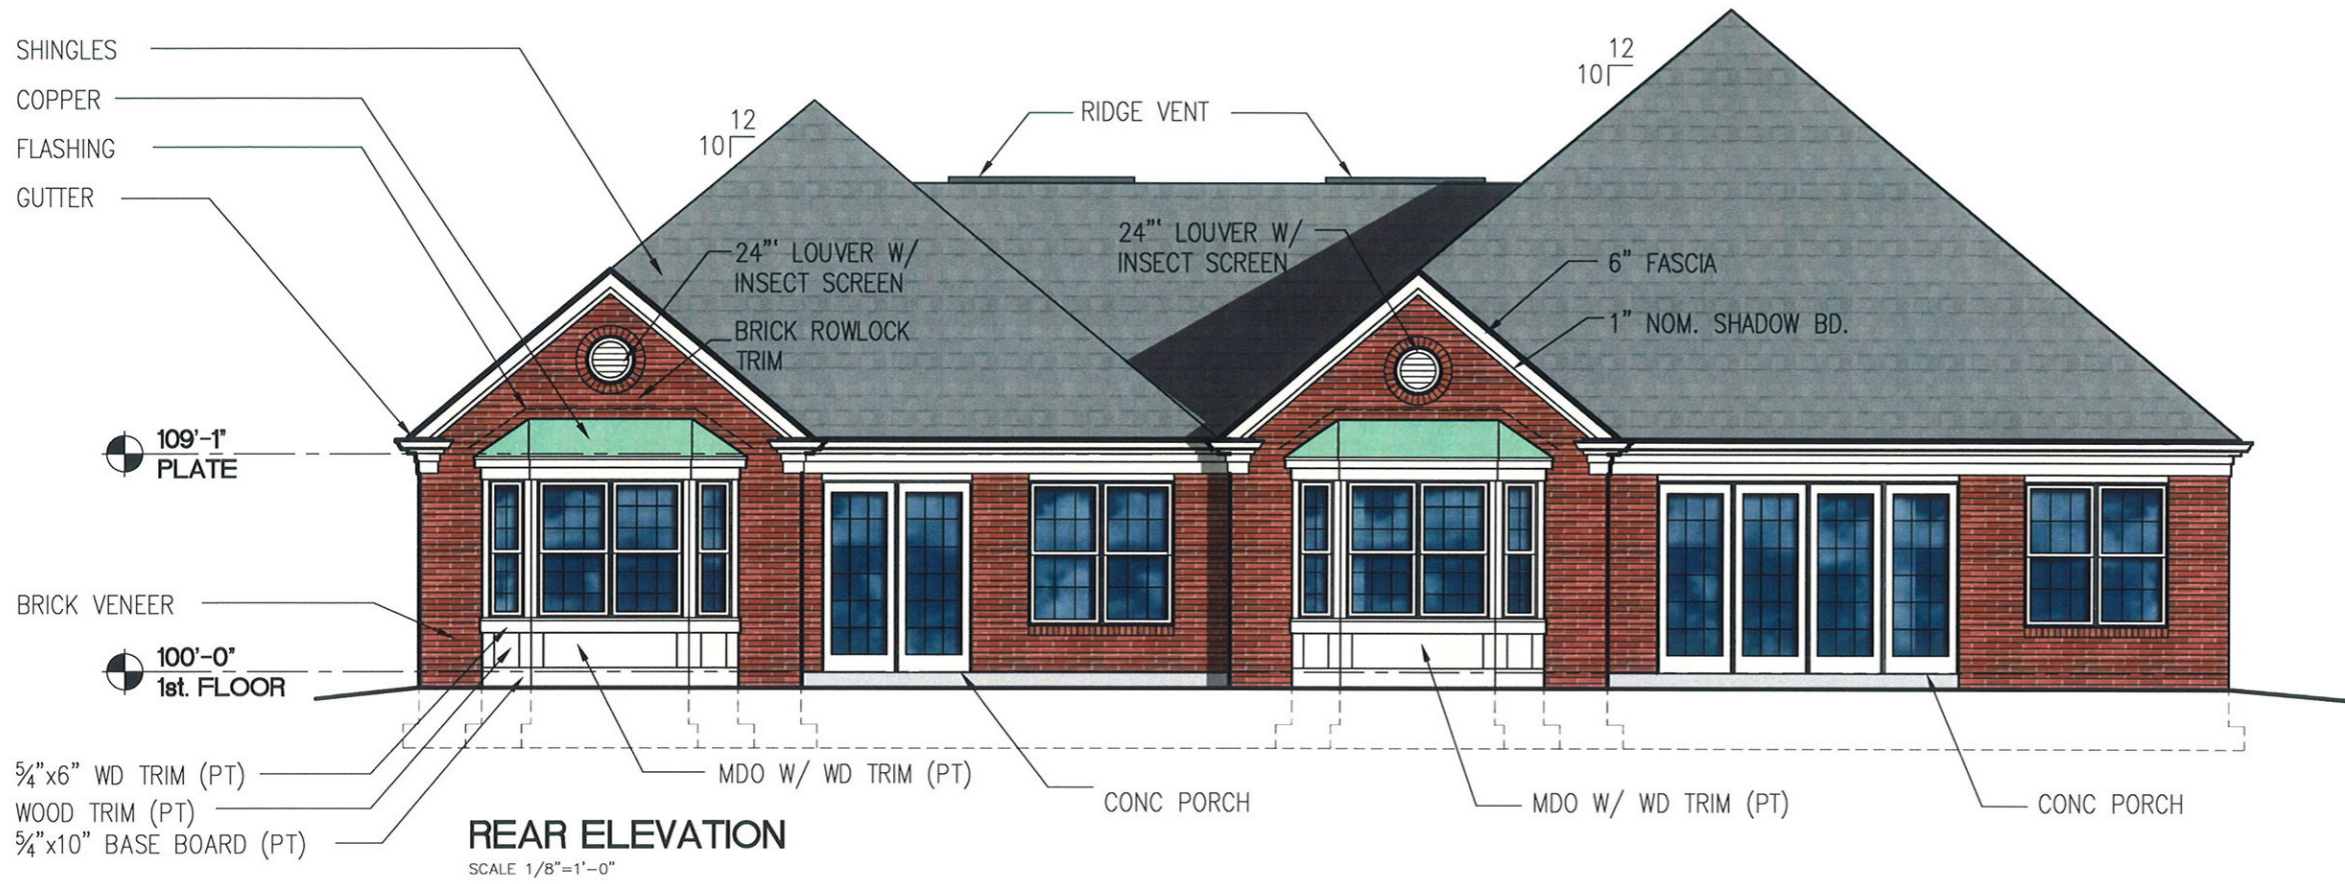 SHINGLES
COPPER
FLASHING
GUTTER
12
10
RIDGE VENT
12
10
24"' LOUVER W/
INSECT SCREEN
24"' LOUVER W/
INSECT SCREEN
6" FASCIA
BRICK ROWLOCK
TRIM
1" NOM. SHADOW BD.
109'-1"
PLATE
BRICK VENEER
100'-0"
1st. FLOOR
5/4"x6" WD TRIM (PT)
WOOD TRIM (PT)
5/4"x10" BASE BOARD (PT)
MDO W/ WD TRIM (PT)
CONC PORCH
MDO W/ WD TRIM (PT)
CONC PORCH
REAR ELEVATION
SCALE 1/8"=1'-0"